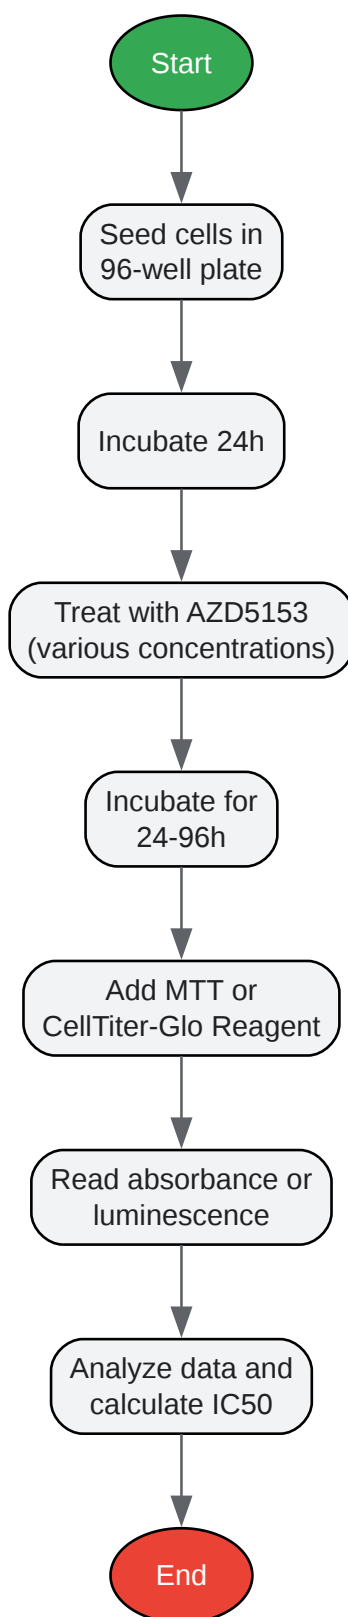 Start
Seed cells in
96-well plate
Incubate 24h
Treat with AZD5153
(various concentrations)
Incubate for
24-96h
Add MTT or
CellTiter-Glo Reagent
Read absorbance or
luminescence
Analyze data and
calculate IC50
End